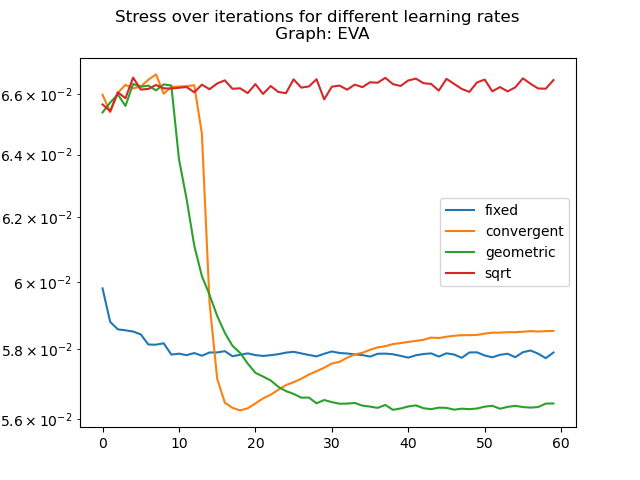 Stress over iterations for different learning rates
Graph: EVA
6.6 × 10⁻²
6.4 × 10⁻²
6.2 × 10⁻²
6 × 10⁻²
5.8 × 10⁻²
5.6 × 10⁻²
fixed
convergent
geometric
sqrt
0 10 20 30 40 50 60